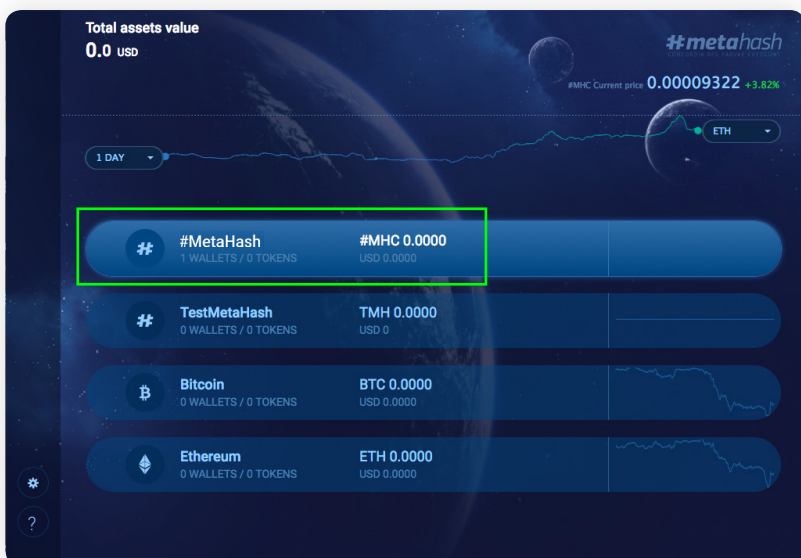 Total assets value
0.0 USD
#metahash
#MHC Current price 0.00009322 +3.82%
ETH
1 DAY
#MetaHash #MHC 0.0000
1 WALLETS / 0 TOKENS USD 0.0000
TestMetaHash TMH 0.0000
0 WALLETS / 0 TOKENS USD 0
Bitcoin BTC 0.0000
0 WALLETS / 0 TOKENS USD 0.0000
Ethereum ETH 0.0000
0 WALLETS / 0 TOKENS USD 0.0000
?